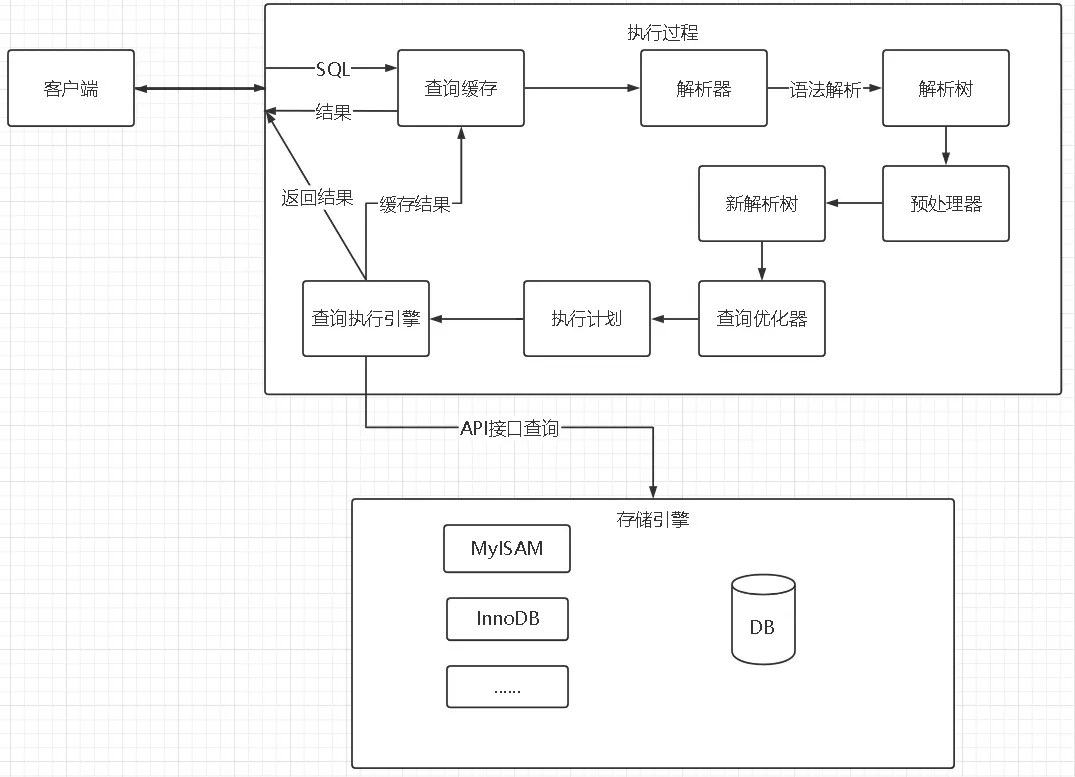 执行过程
客户端
SQL
查询缓存
解析器
语法解析
解析树
结果
返回结果
缓存结果
新解析树
预处理器
查询执行引擎
执行计划
查询优化器
API接口查询
存储引擎
MyISAM
InnoDB
DB
......